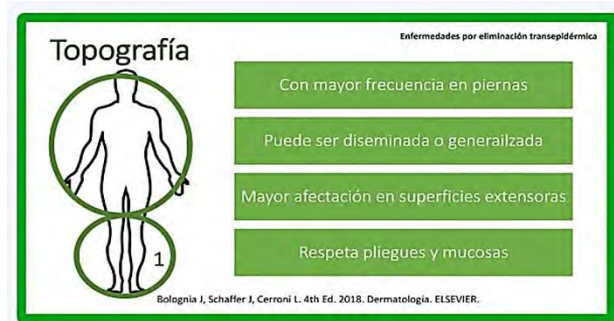 Enfermedades por eliminación transepidérmica
Topografía
Con mayor frecuencia en piernas
Puede ser diseminada o generailzada
Mayor afectación en superficies extensoras
Respeta pliegues y mucosas
1
Bolognia J, Schaffer J, Cerroni L. 4th Ed. 2018. Dermatología. ELSEVIER.